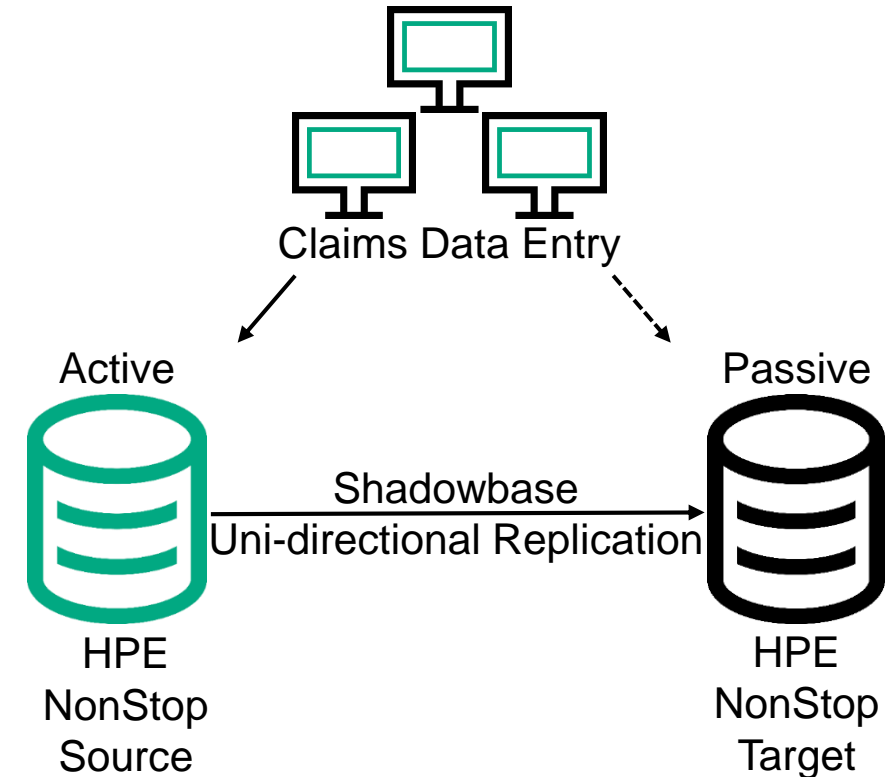 Claims Data Entry
Active
Passive
Shadowbase
Uni-directional Replication
HPE
NonStop
Source
HPE
NonStop
Target